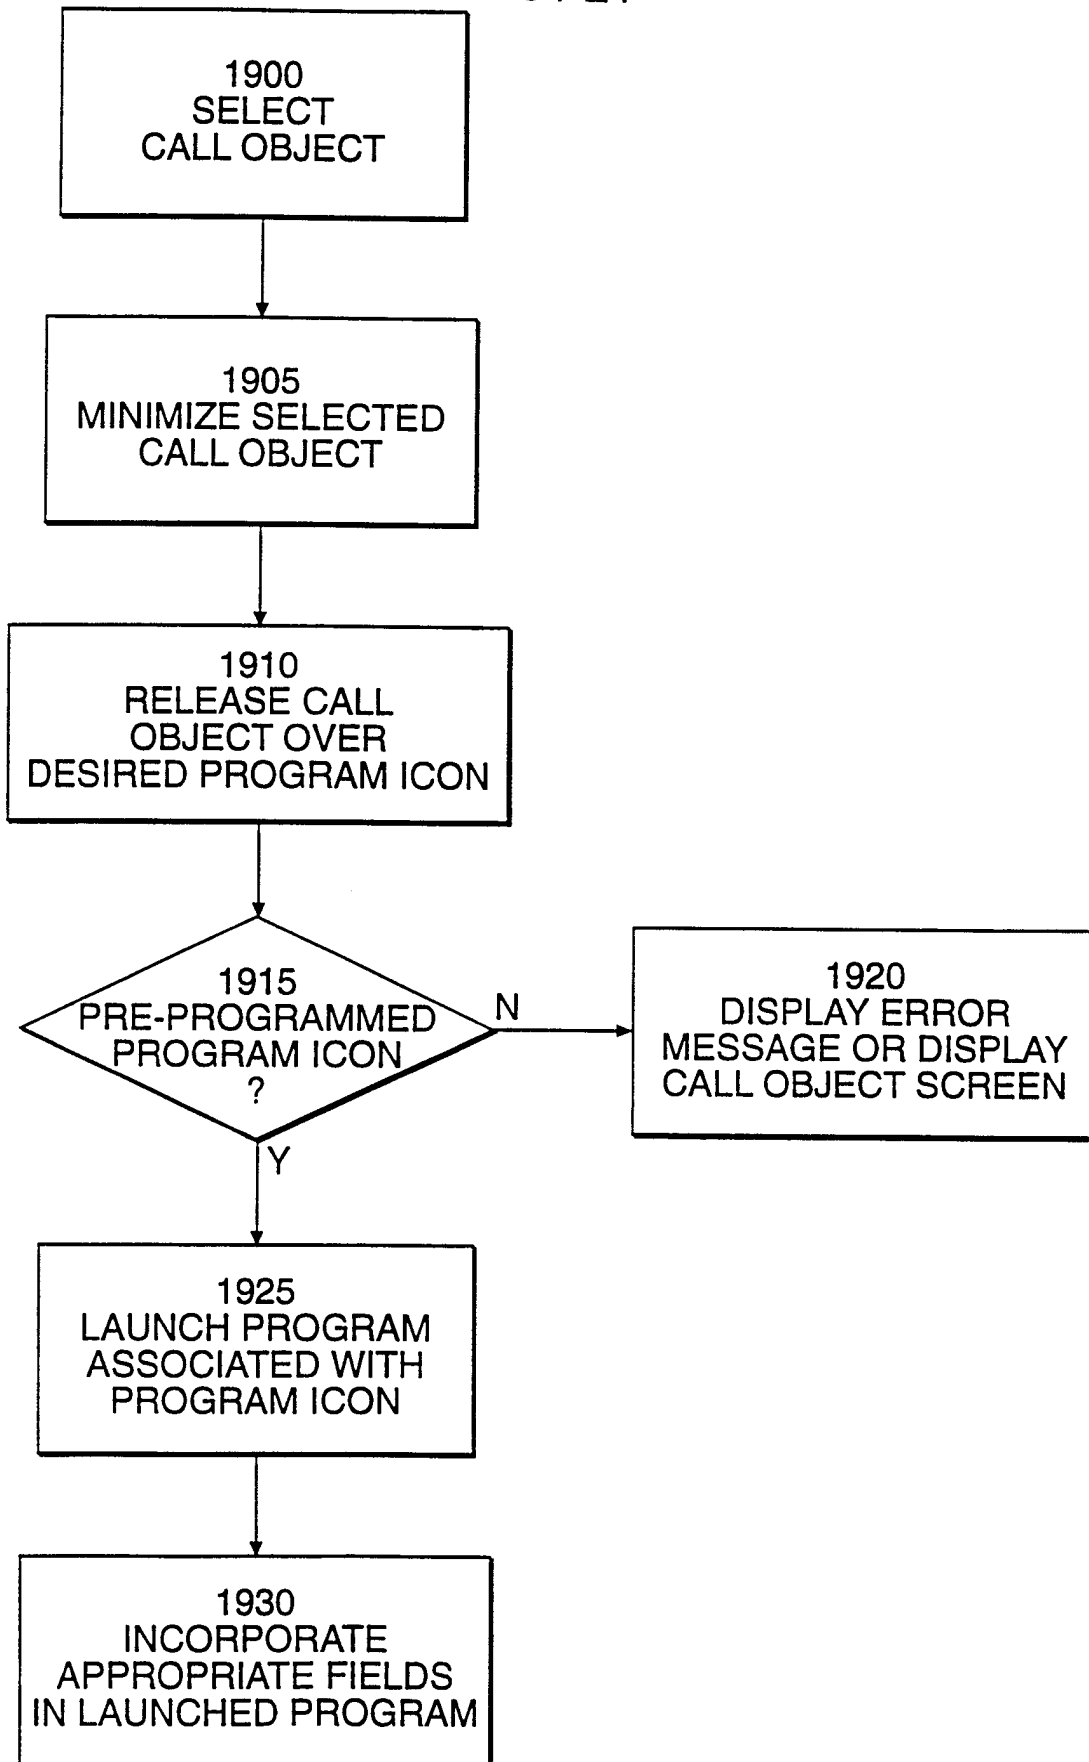 1900
SELECT
CALL OBJECT
1905
MINIMIZE SELECTED
CALL OBJECT
1910
RELEASE CALL
OBJECT OVER
DESIRED PROGRAM ICON
1915
PRE-PROGRAMMED
PROGRAM ICON
?
N
1920
DISPLAY ERROR
MESSAGE OR DISPLAY
CALL OBJECT SCREEN
Y
1925
LAUNCH PROGRAM
ASSOCIATED WITH
PROGRAM ICON
1930
INCORPORATE
APPROPRIATE FIELDS
IN LAUNCHED PROGRAM